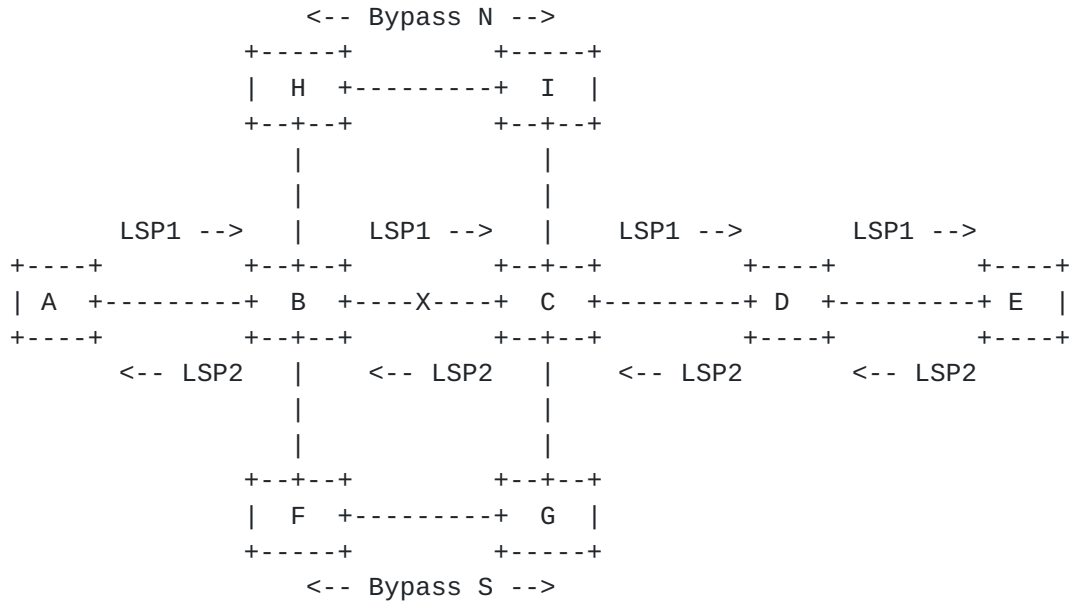 <-- Bypass N -->
+-----+ +-----+
| H +---------+ I |
+--+--+ +--+--+
| |
| |
LSP1 --> | LSP1 --> | LSP1 --> LSP1 -->
+----+ +--+--+ +--+--+ +----+ +----+
| A +---------+ B +----X----+ C +---------+ D +---------+ E |
+----+ +--+--+ +--+--+ +----+ +----+
<-- LSP2 | <-- LSP2 | <-- LSP2 <-- LSP2
| |
| |
+--+--+ +--+--+
| F +---------+ G |
+-----+ +-----+
<-- Bypass S -->